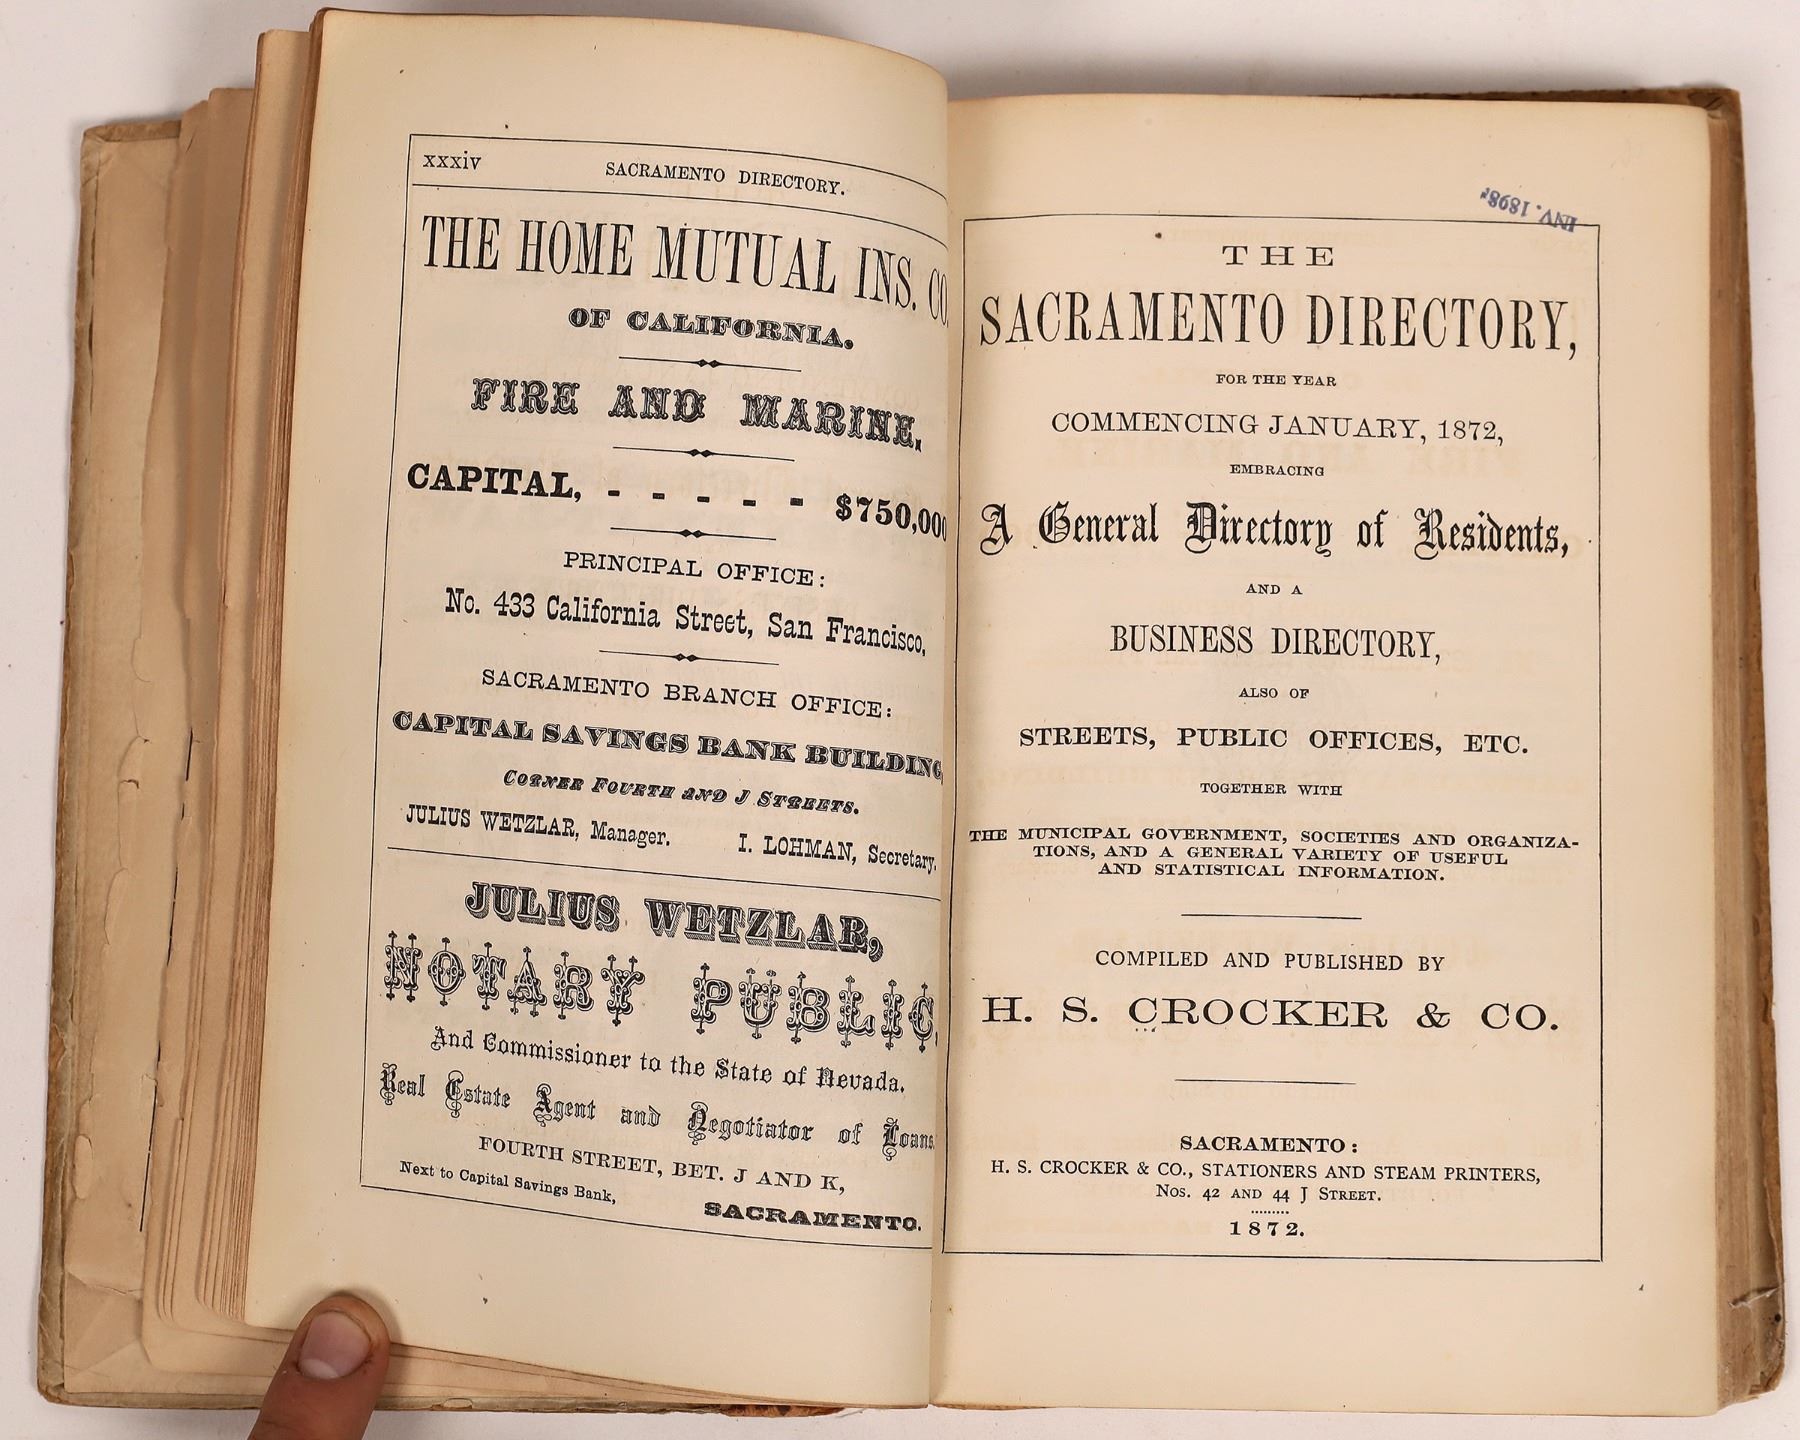 xxxiv SACRAMENTO DIRECTORY.
THE HOME MUTUAL INS. CO.
OF CALIFORNIA.
FIRE AND MARINE.
CAPITAL, - - - - - $750,000
PRINCIPAL OFFICE:
No. 433 California Street, San Francisco,
SACRAMENTO BRANCH OFFICE:
CAPITAL SAVINGS BANK BUILDING,
CORNER FOURTH AND J STREETS.
JULIUS WETZLAR, Manager. I. LOHMAN, Secretary.
JULIUS WETZLAR,
NOTARY PUBLIC,
And Commissioner to the State of Nevada.
Real Estate Agent and Negotiator of Loans.
FOURTH STREET, BET. J AND K,
Next to Capital Savings Bank,
SACRAMENTO.
INV. 1898
THE
SACRAMENTO DIRECTORY,
FOR THE YEAR
COMMENCING JANUARY, 1872,
EMBRACING
A General Directory of Residents,
AND A
BUSINESS DIRECTORY,
ALSO OF
STREETS, PUBLIC OFFICES, ETC.
TOGETHER WITH
THE MUNICIPAL GOVERNMENT, SOCIETIES AND ORGANIZA-
TIONS, AND A GENERAL VARIETY OF USEFUL
AND STATISTICAL INFORMATION.
COMPILED AND PUBLISHED BY
H. S. CROCKER & CO.
SACRAMENTO:
H. S. CROCKER & CO., STATIONERS AND STEAM PRINTERS,
Nos. 42 AND 44 J STREET.
1872.